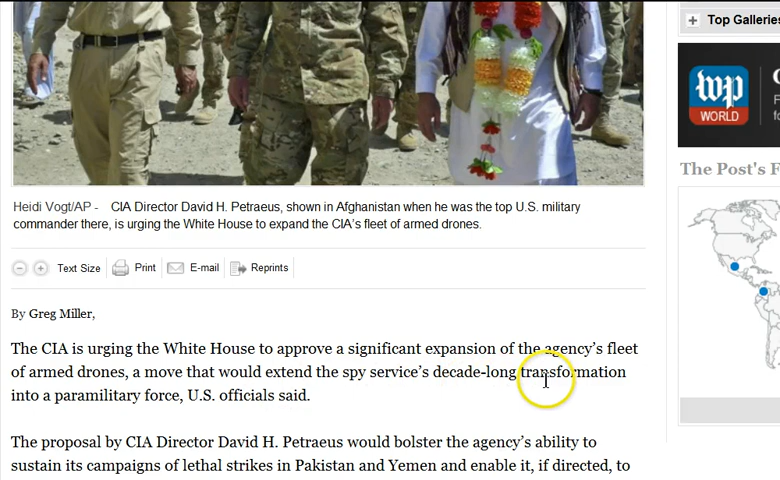 Top Galleries
wp
WORLD
The Post's F
Heidi Vogt/AP - CIA Director David H. Petraeus, shown in Afghanistan when he was the top U.S. military
commander there, is urging the White House to expand the CIA's fleet of armed drones.
Text Size Print E-mail Reprints
By Greg Miller,
The CIA is urging the White House to approve a significant expansion of the agency's fleet
of armed drones, a move that would extend the spy service's decade-long transformation
into a paramilitary force, U.S. officials said.
The proposal by CIA Director David H. Petraeus would bolster the agency's ability to
sustain its campaigns of lethal strikes in Pakistan and Yemen and enable it, if directed, to